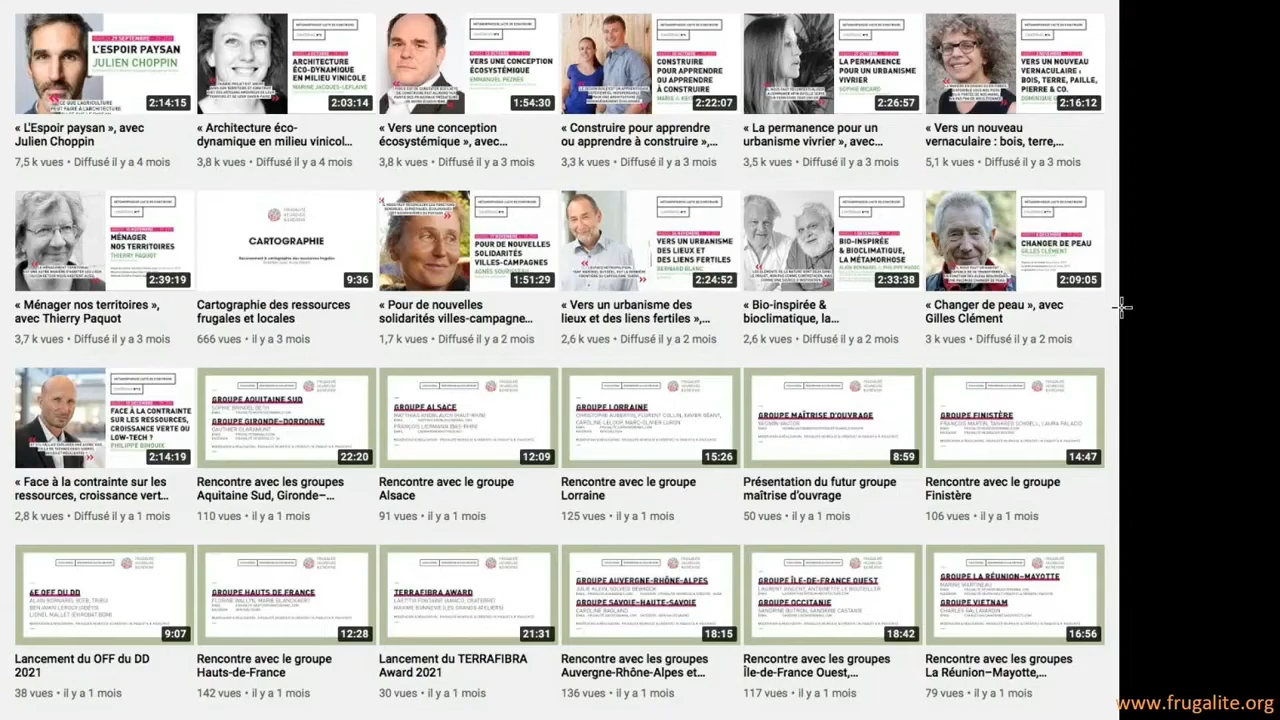 MARDI 29 SEPTEMBRE
L'ESPOIR PAYSAN
JULIEN CHOPPIN
2:14:15
ARCHITECTURE
ÉCO-DYNAMIQUE
EN MILIEU VINICOLE
MARINE JACQUES-LEFLAIVE
2:03:14
VERS UNE CONCEPTION
ÉCOSYSTÉMIQUE
1:54:30
CONSTRUIRE
POUR APPRENDRE
OU APPRENDRE
À CONSTRUIRE
2:22:07
LA PERMANENCE
POUR UN URBANISME
VIVRIER
SOPHIE RICARD
2:26:57
VERS UN NOUVEAU
VERNACULAIRE :
BOIS, TERRE, PAILLE,
PIERRE & CO.
2:16:12
« L'Espoir paysan », avec
Julien Choppin
7,5 k vues • Diffusé il y a 4 mois
« Architecture éco-
dynamique en milieu vinicol...
3,8 k vues • Diffusé il y a 4 mois
« Vers une conception
écosystémique », avec...
3,8 k vues • Diffusé il y a 3 mois
« Construire pour apprendre
ou apprendre à construire »,...
3,3 k vues • Diffusé il y a 3 mois
« La permanence pour un
urbanisme vivrier », avec...
3,5 k vues • Diffusé il y a 3 mois
« Vers un nouveau
vernaculaire : bois, terre,...
5,1 k vues • Diffusé il y a 3 mois
MÉNAGER
NOS TERRITOIRES
THIERRY PAQUOT
2:39:19
FRUGALITÉ
HEUREUSE
& CRÉATIVE
CARTOGRAPHIE
9:36
POUR DE NOUVELLES
SOLIDARITÉS
VILLES-CAMPAGNES
1:51:29
VERS UN URBANISME
DES LIEUX ET
DES LIENS FERTILES
BERNARD BLANC
2:24:52
BIO-INSPIRÉE
& BIOCLIMATIQUE, LA
MÉTAMORPHOSE
2:33:38
CHANGER DE PEAU
GILLES CLÉMENT
2:09:05
« Ménager nos territoires »,
avec Thierry Paquot
3,7 k vues • Diffusé il y a 3 mois
Cartographie des ressources
frugales et locales
666 vues • il y a 3 mois
« Pour de nouvelles
solidarités villes-campagne...
1,7 k vues • Diffusé il y a 2 mois
« Vers un urbanisme des
lieux et des liens fertiles »,...
2,6 k vues • Diffusé il y a 2 mois
« Bio-inspirée &
bioclimatique, la...
2,6 k vues • Diffusé il y a 2 mois
« Changer de peau », avec
Gilles Clément
3 k vues • Diffusé il y a 2 mois
FACE À LA CONTRAINTE
SUR LES RESSOURCES,
CROISSANCE VERTE OU
LOW-TECH ?
PHILIPPE BIHOUIX
2:14:19
GROUPE AQUITAINE SUD
GROUPE GIRONDE-DORDOGNE
22:20
GROUPE ALSACE
12:09
GROUPE LORRAINE
15:26
GROUPE MAÎTRISE D'OUVRAGE
8:59
GROUPE FINISTÈRE
14:47
« Face à la contrainte sur les
ressources, croissance vert...
2,8 k vues • Diffusé il y a 1 mois
Rencontre avec les groupes
Aquitaine Sud, Gironde–...
110 vues • il y a 1 mois
Rencontre avec le groupe
Alsace
91 vues • il y a 1 mois
Rencontre avec le groupe
Lorraine
125 vues • il y a 1 mois
Présentation du futur groupe
maîtrise d'ouvrage
50 vues • il y a 1 mois
Rencontre avec le groupe
Finistère
106 vues • il y a 1 mois
6E OFF DU DD
9:07
GROUPE HAUTS DE FRANCE
12:28
TERRAFIBRA AWARD
21:31
GROUPE AUVERGNE-RHÔNE-ALPES
GROUPE SAVOIE-HAUTE-SAVOIE
18:15
GROUPE ÎLE-DE-FRANCE OUEST
GROUPE OCCITANIE
18:42
GROUPE LA RÉUNION-MAYOTTE
GROUPE VIETNAM
16:56
Lancement du OFF du DD
2021
38 vues • il y a 1 mois
Rencontre avec le groupe
Hauts-de-France
142 vues • il y a 1 mois
Lancement du TERRAFIBRA
Award 2021
30 vues • il y a 1 mois
Rencontre avec les groupes
Auvergne-Rhône-Alpes et...
136 vues • il y a 1 mois
Rencontre avec les groupes
Île-de-France Ouest,...
117 vues • il y a 1 mois
Rencontre avec les groupes
La Réunion–Mayotte,...
79 vues • il y a 1 mois
www.frugalite.org